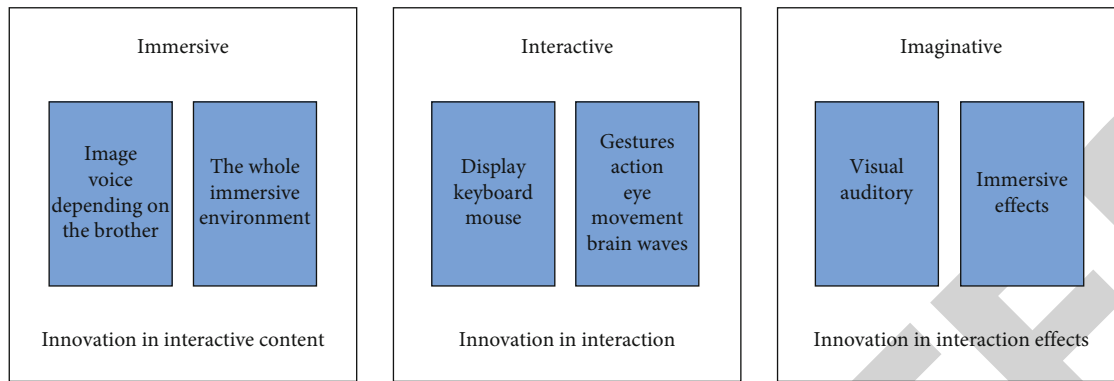 Immersive
Image
voice
depending on
the brother
The whole
immersive
environment
Innovation in interactive content
Interactive
Display
keyboard
mouse
Gestures
action
eye
movement
brain waves
Innovation in interaction
Imaginative
Visual
auditory
Immersive
effects
Innovation in interaction effects